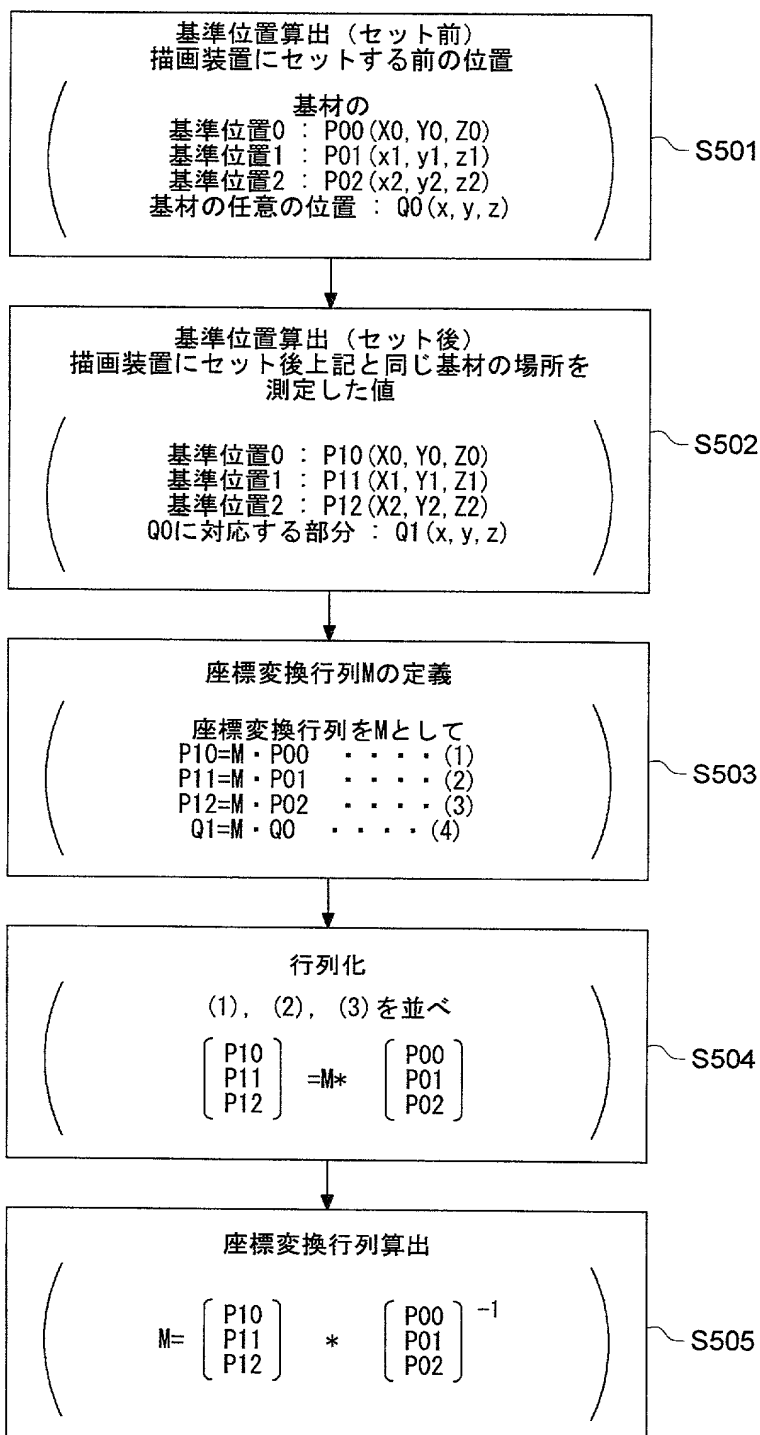 基準位置算出（セット前）
描画装置にセットする前の位置
基材の
基準位置0 : P00(X0, Y0, Z0)
基準位置1 : P01(x1, y1, z1)
基準位置2 : P02(x2, y2, z2)
基材の任意の位置 : Q0(x, y, z)
S501
基準位置算出（セット後）
描画装置にセット後上記と同じ基材の場所を
測定した値
基準位置0 : P10(X0, Y0, Z0)
基準位置1 : P11(X1, Y1, Z1)
基準位置2 : P12(X2, Y2, Z2)
Q0に対応する部分 : Q1(x, y, z)
S502
座標変換行列Mの定義
座標変換行列をMとして
P10=M・P00 ・・・・(1)
P11=M・P01 ・・・・(2)
P12=M・P02 ・・・・(3)
Q1=M・Q0 ・・・・(4)
S503
行列化
(1), (2), (3)を並べ
P10 P00
P11 =M* P01
P12 P02
S504
座標変換行列算出
P10 P00 -1
M= P11 * P01
P12 P02
S505